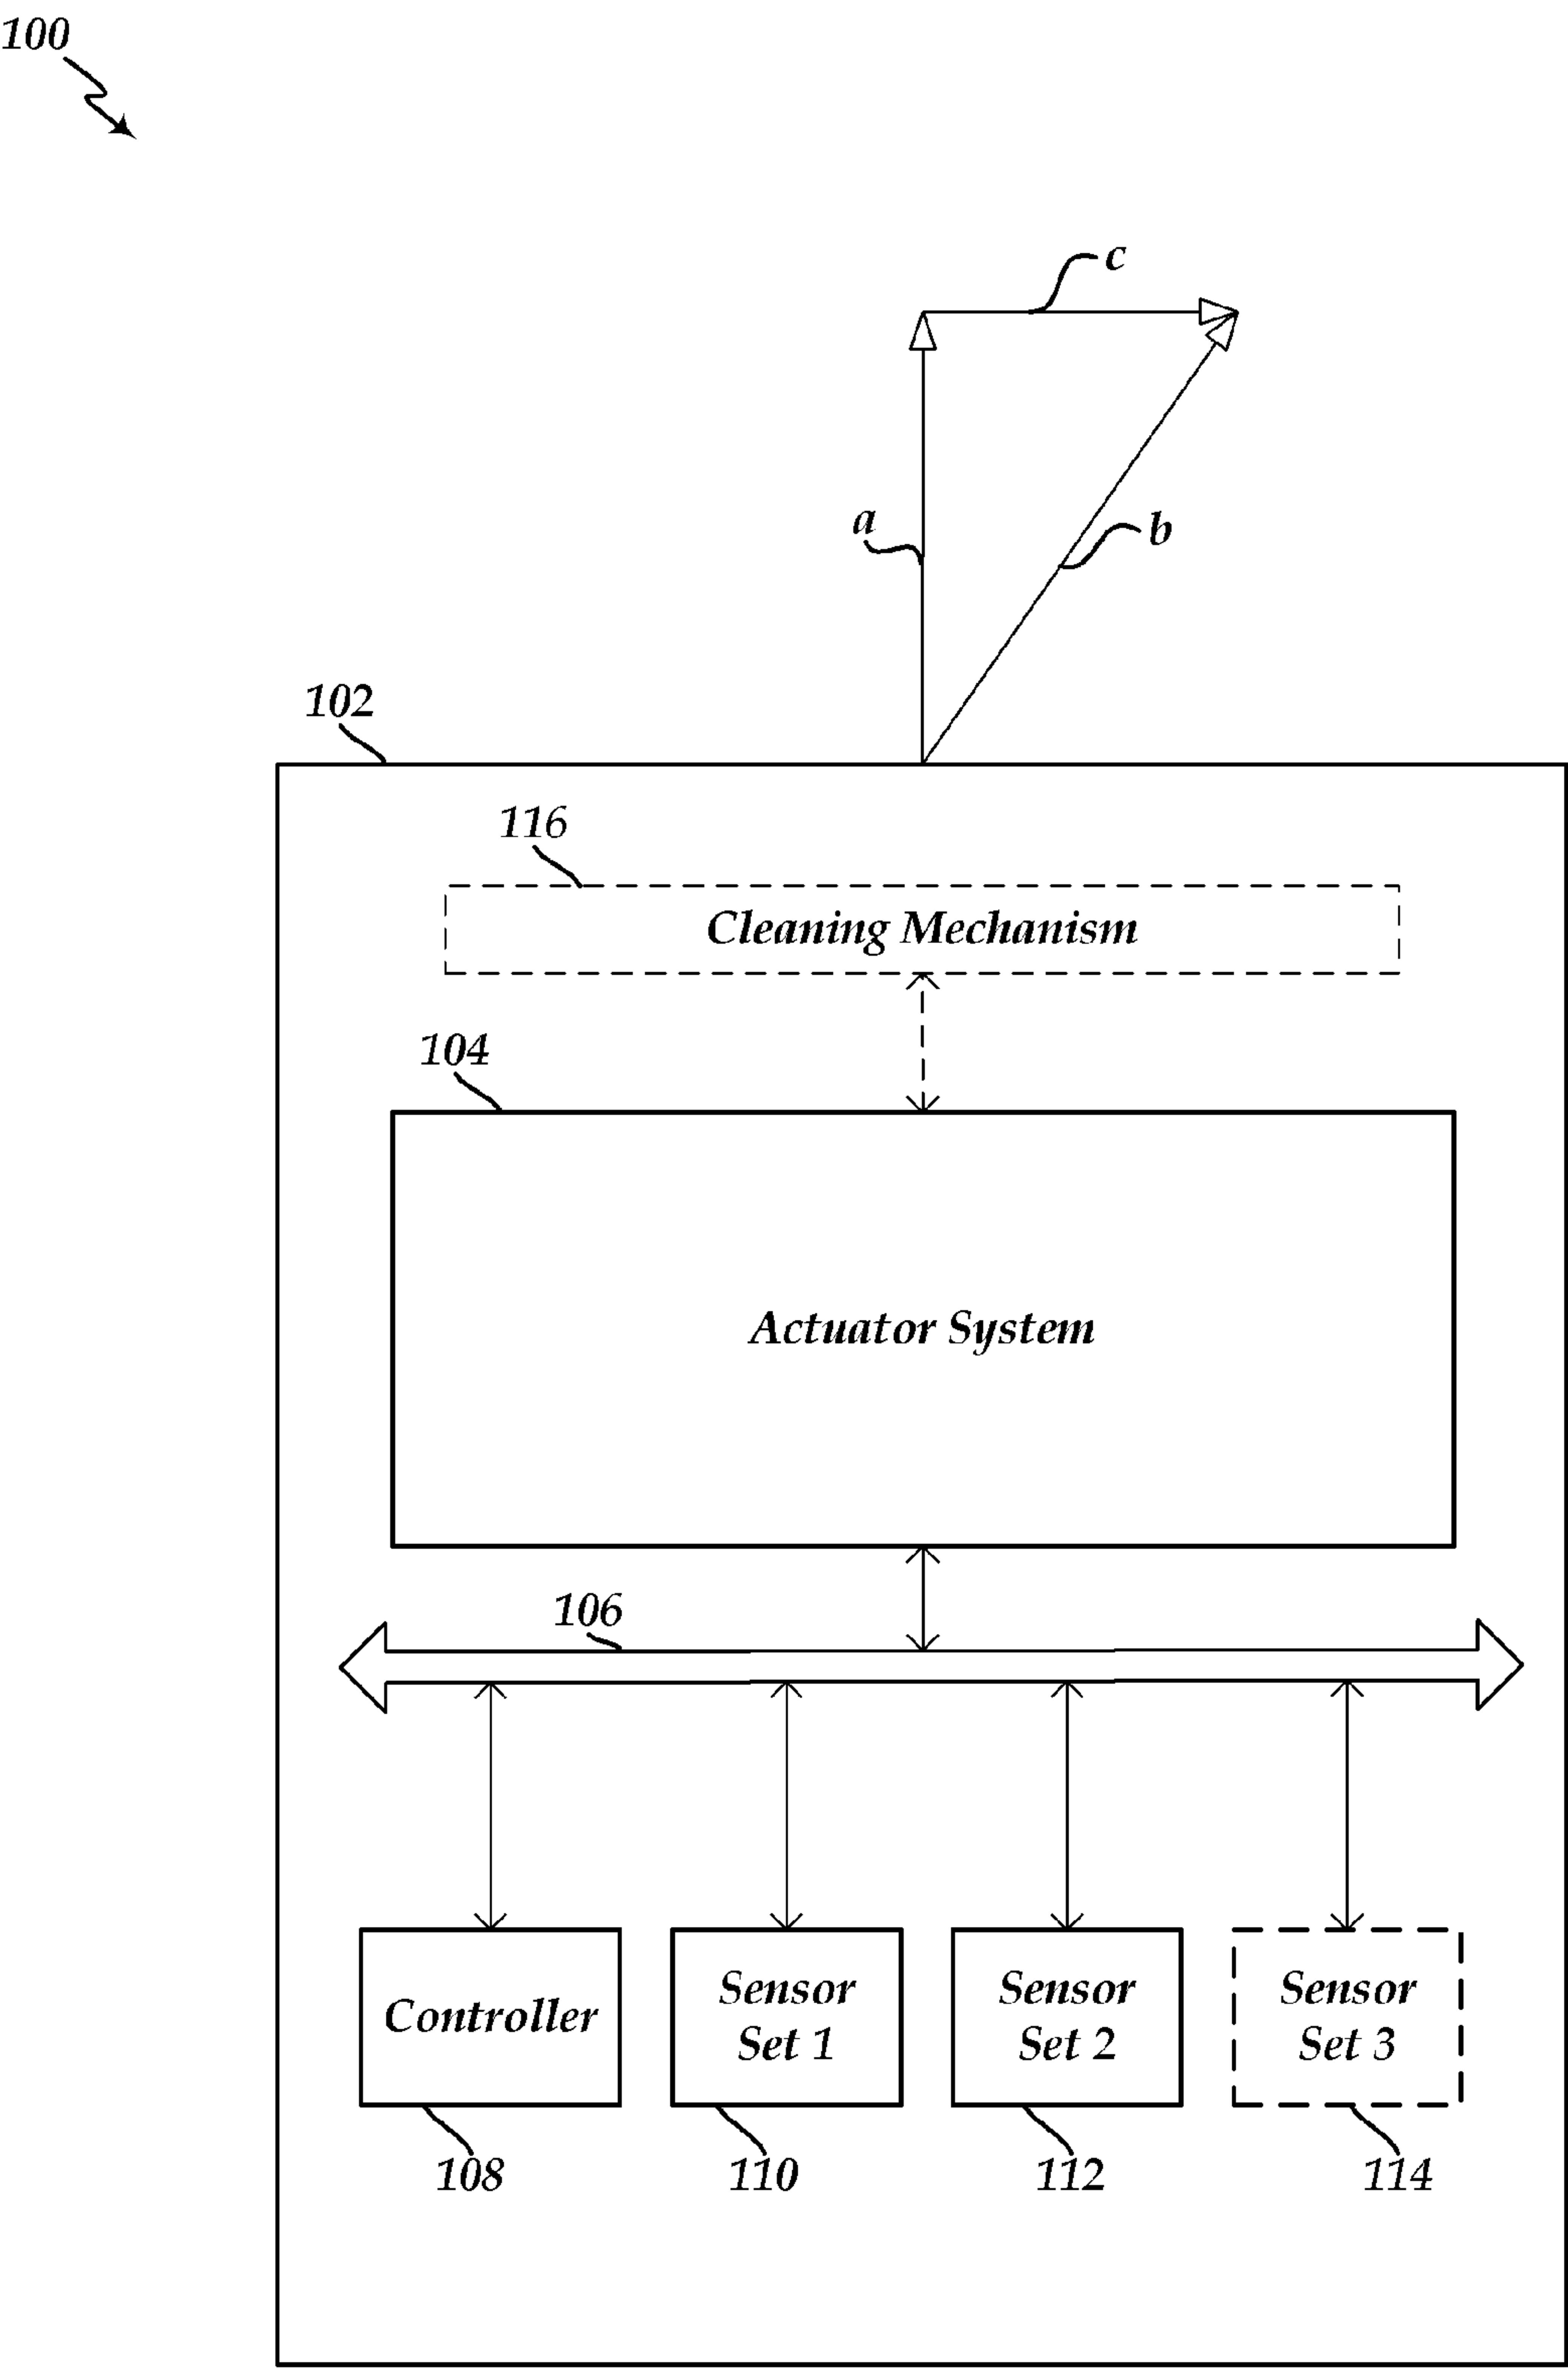 100
c
a
b
102
116
Cleaning Mechanism
104
Actuator System
106
Controller
Sensor
Set 1
Sensor
Set 2
Sensor
Set 3
108
110
112
114